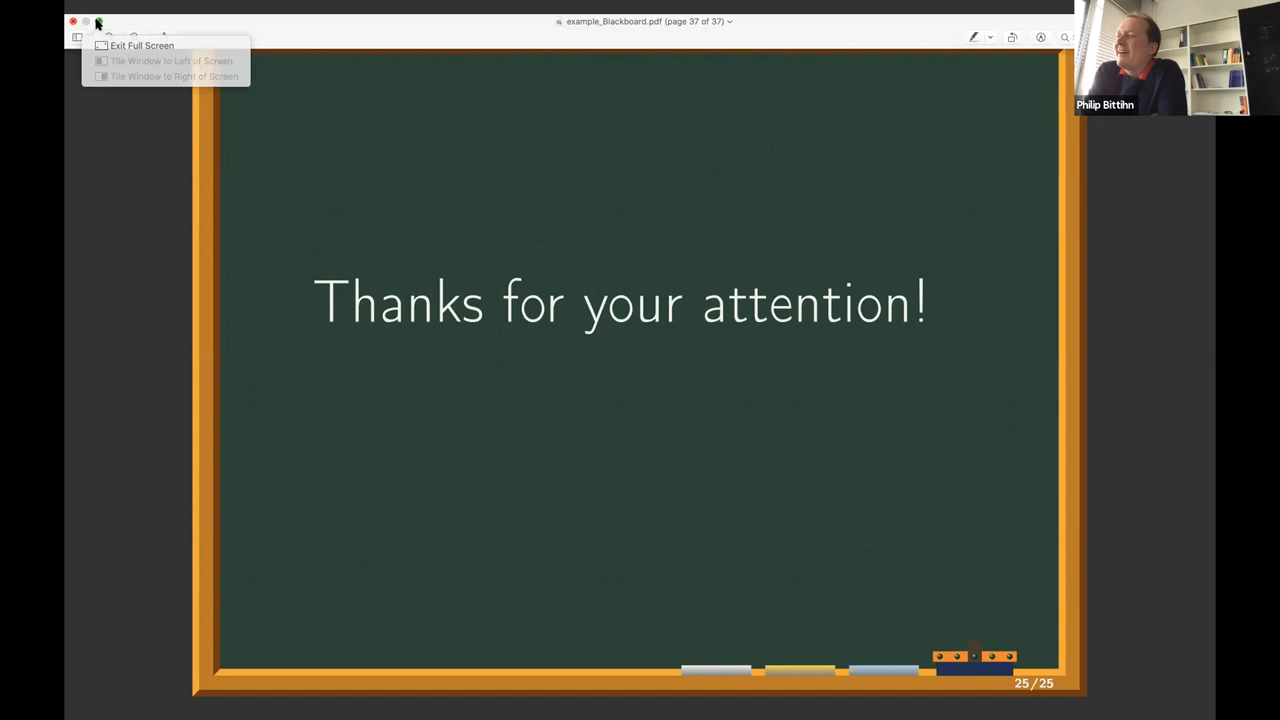 example_Blackboard.pdf (page 37 of 37)
Exit Full Screen
Tile Window to Left of Screen
Tile Window to Right of Screen
Philip Bittihn
Thanks for your attention!
25/25